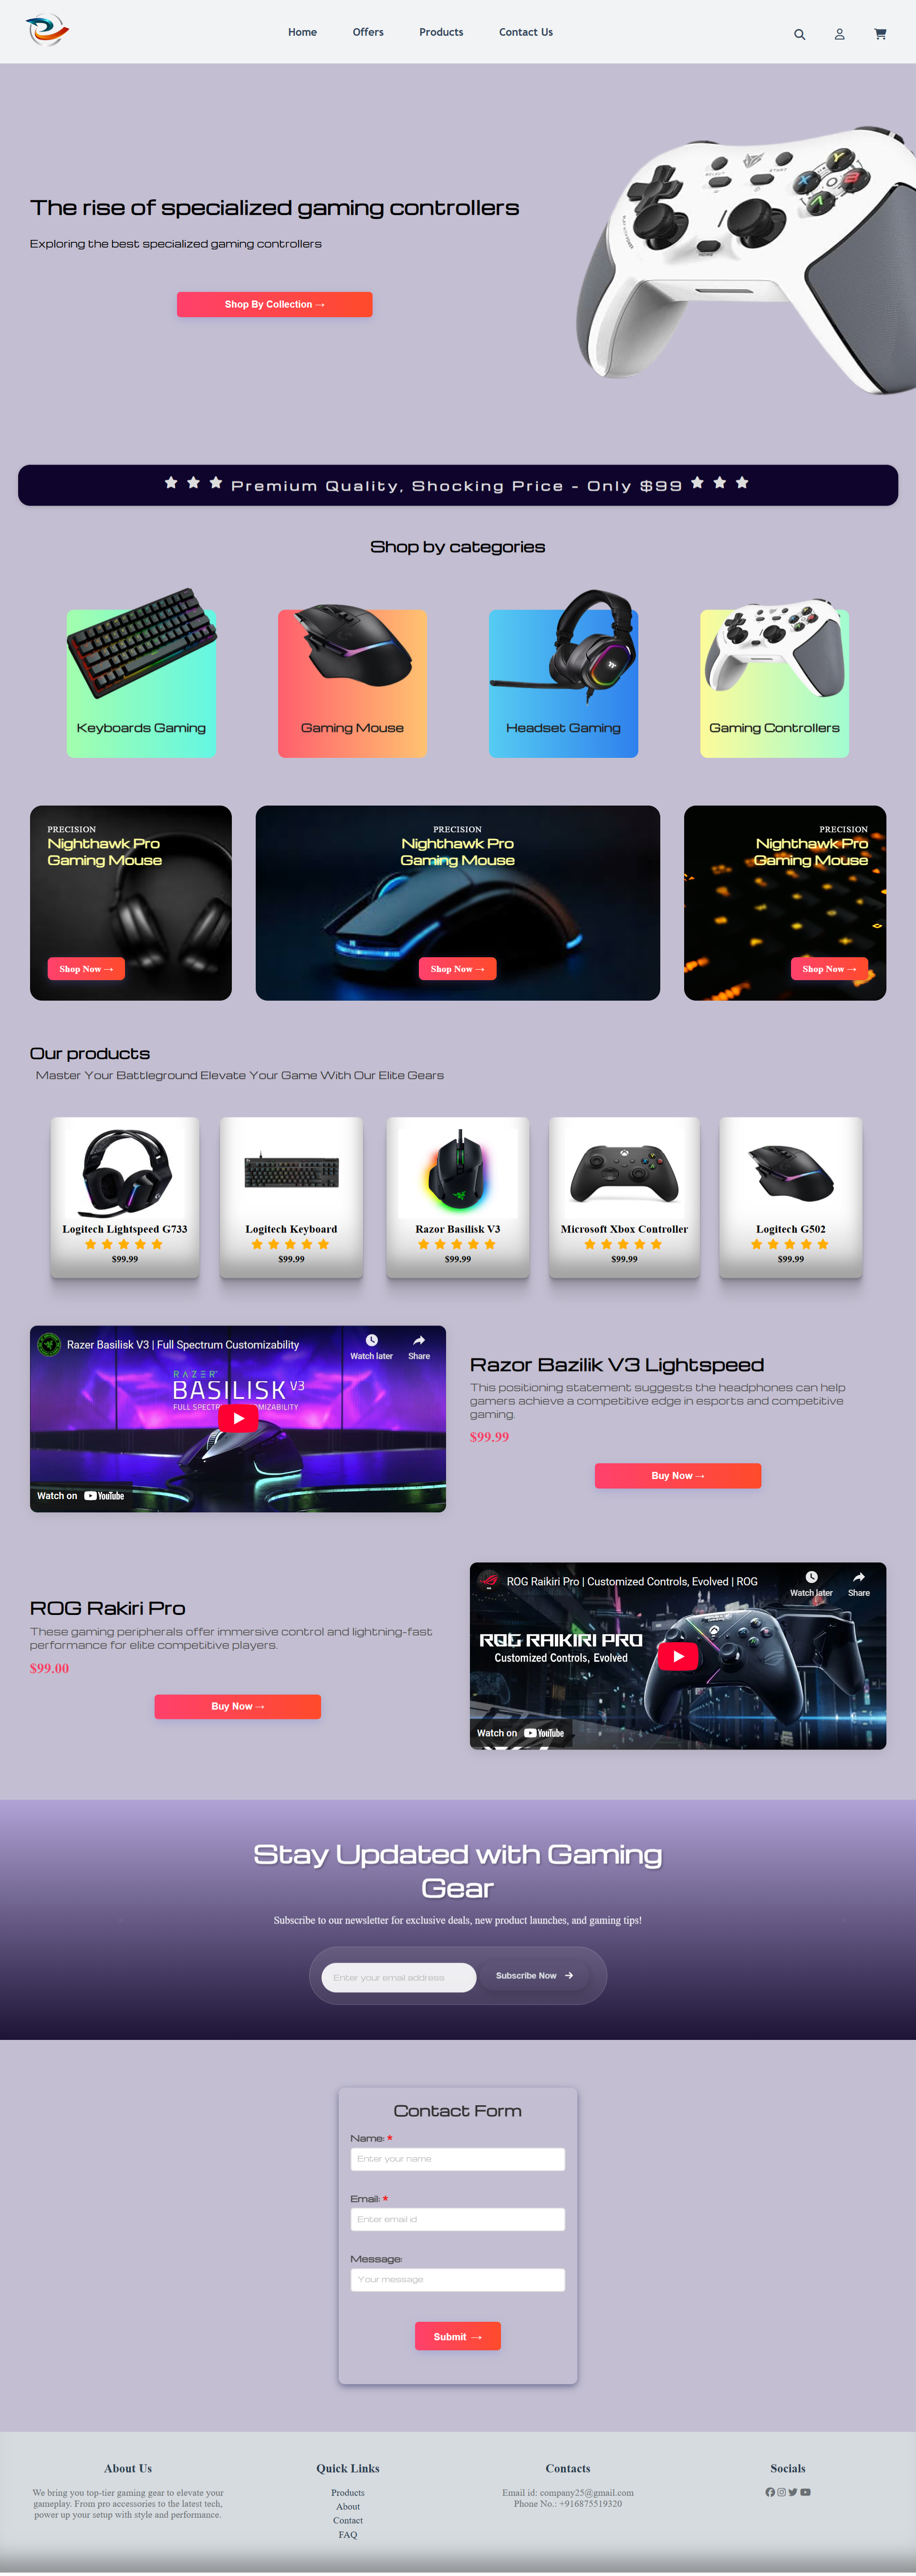 Home Offers Products Contact Us
The rise of specialized gaming controllers
Exploring the best specialized gaming controllers
Shop By Collection →
Premium Quality, Shocking Price - Only $99
Shop by categories
Keyboards Gaming
Gaming Mouse
Headset Gaming
Gaming Controllers
PRECISION
Nighthawk Pro
Gaming Mouse
Shop Now →
PRECISION
Nighthawk Pro
Gaming Mouse
Shop Now →
PRECISION
Nighthawk Pro
Gaming Mouse
Shop Now →
Our products
Master Your Battleground Elevate Your Game With Our Elite Gears
Logitech Lightspeed G733
$99.99
Logitech Keyboard
$99.99
Razor Basilisk V3
$99.99
Microsoft Xbox Controller
$99.99
Logitech G502
$99.99
Razer Basilisk V3 | Full Spectrum Customizability
Watch later Share
RAZER
BASILISK V3
Watch on YouTube
Razor Bazilik V3 Lightspeed
This positioning statement suggests the headphones can help
gamers achieve a competitive edge in esports and competitive
gaming.
$99.99
Buy Now →
ROG Rakiri Pro
These gaming peripherals offer immersive control and lightning-fast
performance for elite competitive players.
$99.00
Buy Now →
ROG Raikiri Pro | Customized Controls, Evolved | ROG
Watch later Share
ROG RAIKIRI PRO
Customized Controls, Evolved
Watch on YouTube
Stay Updated with Gaming
Gear
Subscribe to our newsletter for exclusive deals, new product launches, and gaming tips!
Enter your email address
Subscribe Now →
Contact Form
Name: *
Enter your name
Email: *
Enter email id
Message:
Your message
Submit →
About Us
We bring you top-tier gaming gear to elevate your
gameplay. From pro accessories to the latest tech,
power up your setup with style and performance.
Quick Links
Products
About
Contact
FAQ
Contacts
Email id: company25@gmail.com
Phone No.: +916875519320
Socials